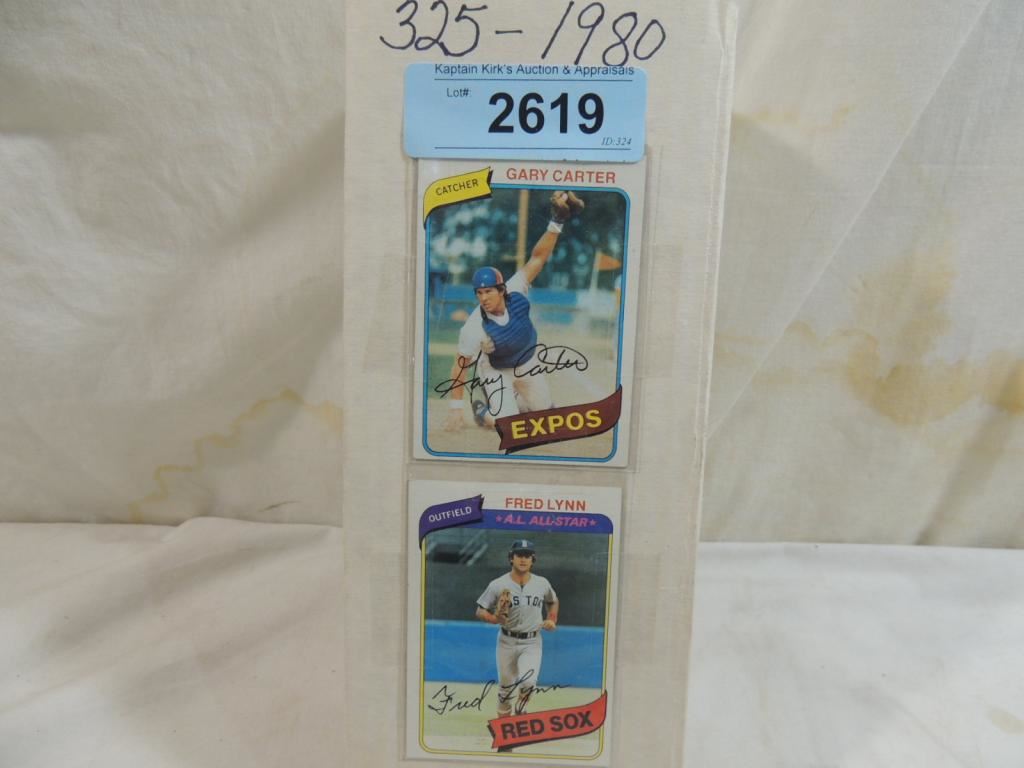 325-1980
Kaptain Kirk's Auction & Appraisals
Lot#:
2619
ID:324
CATCHER
GARY CARTER
Gary Carter
EXPOS
OUTFIELD
FRED LYNN
★A.L. ALL-STAR★
B
STON
Fred Lynn
RED SOX